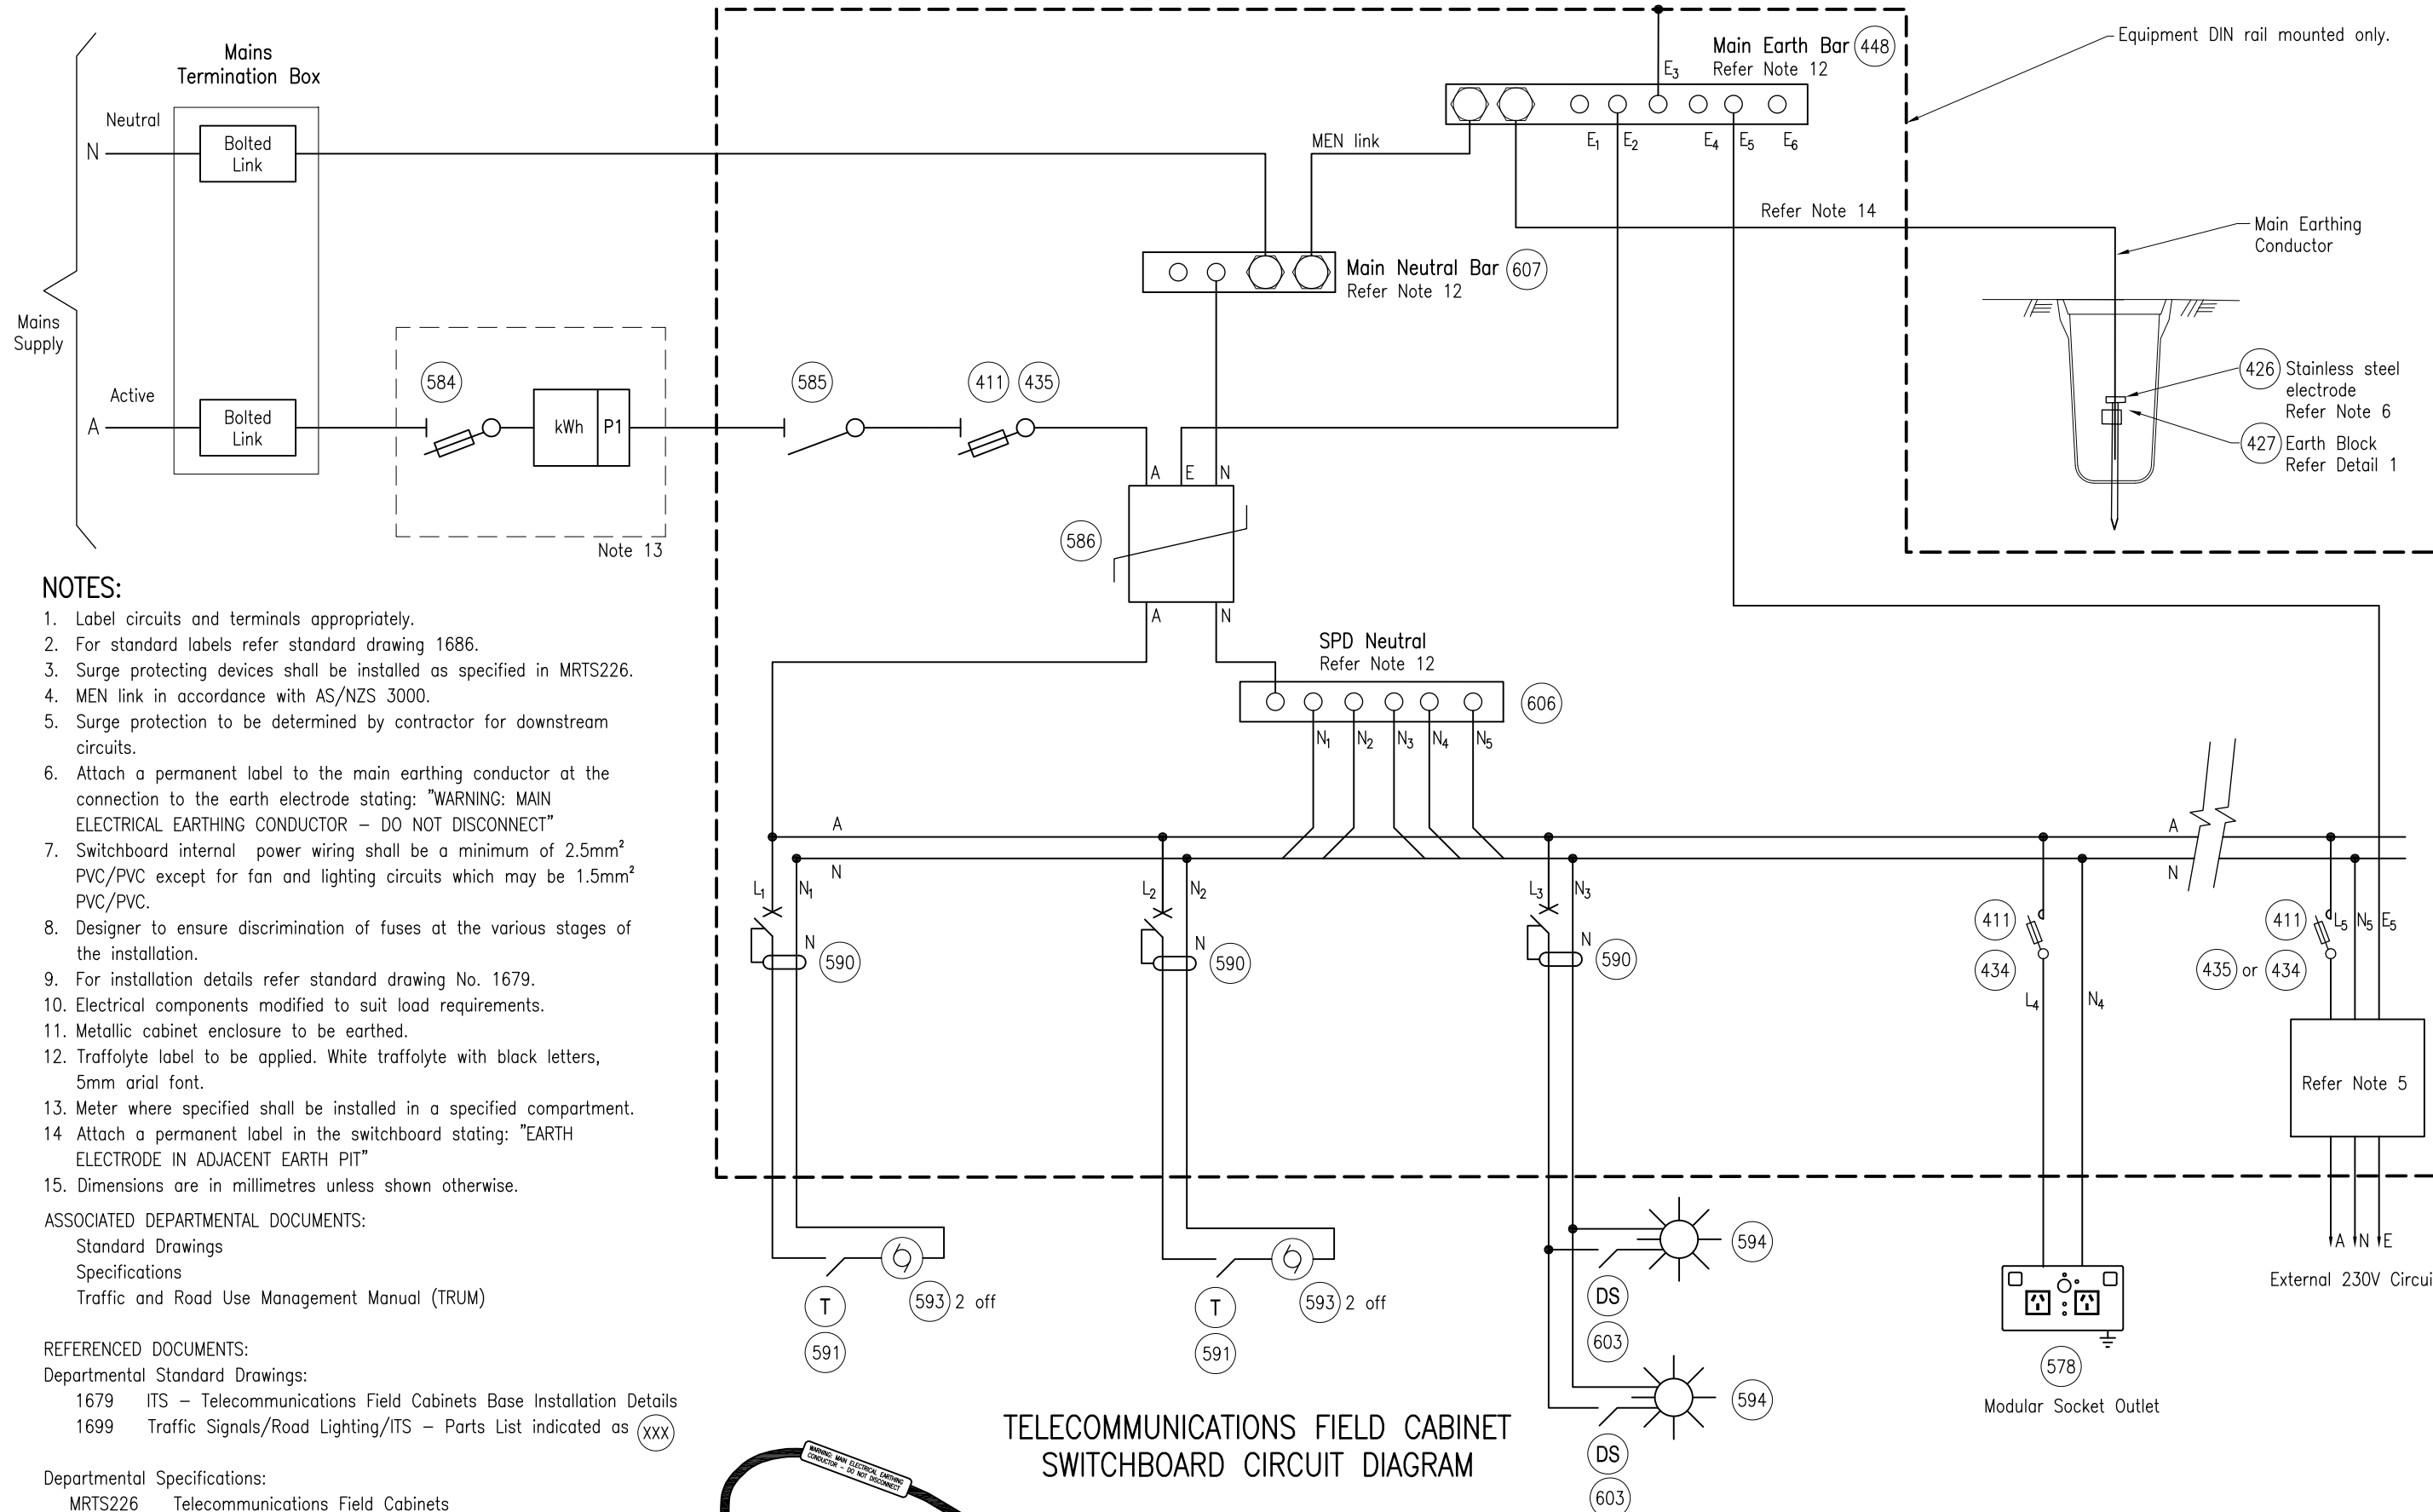 Mains
Termination Box
Neutral
N
Bolted
Link
Mains
Supply
Active
A
Bolted
Link
584
kWh
P1
Note 13
585
411
435
Main Earth Bar
448
Refer Note 12
E3
E1
E2
E4
E5
E6
MEN link
Equipment DIN rail mounted only.
Refer Note 14
Main Earthing
Conductor
Main Neutral Bar
607
Refer Note 12
426
Stainless steel
electrode
Refer Note 6
427
Earth Block
Refer Detail 1
A
E
N
586
A
N
SPD Neutral
Refer Note 12
606
N1
N2
N3
N4
N5
A
N
A
N
L1
N1
N
590
L2
N2
N
590
L3
N3
N
590
411
434
L4
N4
411
435 or 434
L5
N5
E5
Refer Note 5
A
N
E
External 230V Circui
T
591
593 2 off
T
591
593 2 off
594
DS
603
594
DS
603
578
Modular Socket Outlet
TELECOMMUNICATIONS FIELD CABINET
SWITCHBOARD CIRCUIT DIAGRAM
NOTES:
1. Label circuits and terminals appropriately.
2. For standard labels refer standard drawing 1686.
3. Surge protecting devices shall be installed as specified in MRTS226.
4. MEN link in accordance with AS/NZS 3000.
5. Surge protection to be determined by contractor for downstream
circuits.
6. Attach a permanent label to the main earthing conductor at the
connection to the earth electrode stating: "WARNING: MAIN
ELECTRICAL EARTHING CONDUCTOR – DO NOT DISCONNECT"
7. Switchboard internal power wiring shall be a minimum of 2.5mm²
PVC/PVC except for fan and lighting circuits which may be 1.5mm²
PVC/PVC.
8. Designer to ensure discrimination of fuses at the various stages of
the installation.
9. For installation details refer standard drawing No. 1679.
10. Electrical components modified to suit load requirements.
11. Metallic cabinet enclosure to be earthed.
12. Traffolyte label to be applied. White traffolyte with black letters,
5mm arial font.
13. Meter where specified shall be installed in a specified compartment.
14 Attach a permanent label in the switchboard stating: "EARTH
ELECTRODE IN ADJACENT EARTH PIT"
15. Dimensions are in millimetres unless shown otherwise.
ASSOCIATED DEPARTMENTAL DOCUMENTS:
Standard Drawings
Specifications
Traffic and Road Use Management Manual (TRUM)
REFERENCED DOCUMENTS:
Departmental Standard Drawings:
1679 ITS – Telecommunications Field Cabinets Base Installation Details
1699 Traffic Signals/Road Lighting/ITS – Parts List indicated as XXX
Departmental Specifications:
MRTS226 Telecommunications Field Cabinets
WARNING: MAIN ELECTRICAL EARTHING
CONDUCTOR – DO NOT DISCONNECT